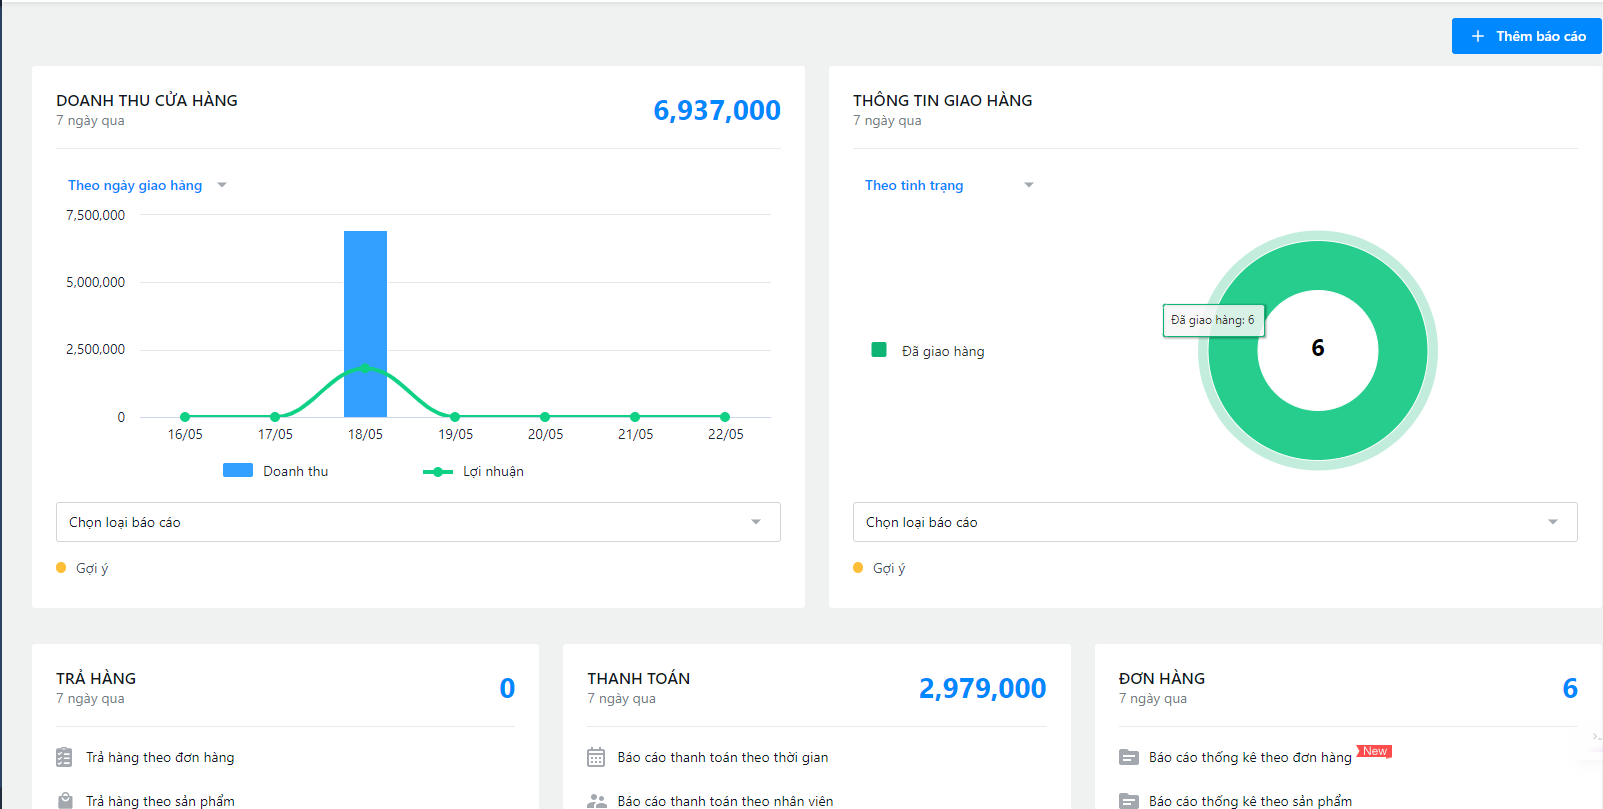 Thêm báo cáo
DOANH THU CỬA HÀNG
7 ngày qua
6,937,000
Theo ngày giao hàng
7,500,000
5,000,000
2,500,000
0
16/05 17/05 18/05 19/05 20/05 21/05 22/05
Doanh thu Lợi nhuận
Chọn loại báo cáo
Gợi ý
THÔNG TIN GIAO HÀNG
7 ngày qua
Theo tình trạng
Đã giao hàng: 6
6
Đã giao hàng
Chọn loại báo cáo
Gợi ý
TRẢ HÀNG
7 ngày qua
0
Trả hàng theo đơn hàng
Trả hàng theo sản phẩm
THANH TOÁN
7 ngày qua
2,979,000
Báo cáo thanh toán theo thời gian
Báo cáo thanh toán theo nhân viên
ĐƠN HÀNG
7 ngày qua
6
Báo cáo thống kê theo đơn hàng New
Báo cáo thống kê theo sản phẩm